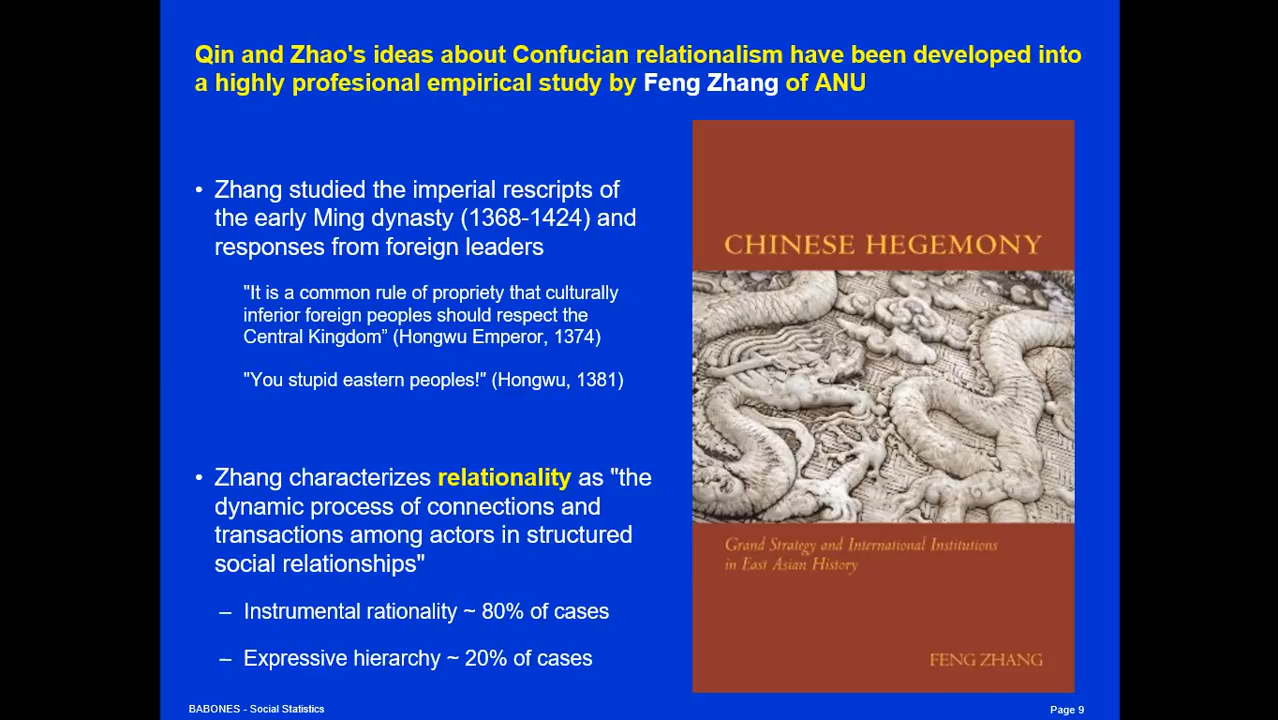 Qin and Zhao's ideas about Confucian relationalism have been developed into
a highly profesional empirical study by Feng Zhang of ANU
• Zhang studied the imperial rescripts of
the early Ming dynasty (1368-1424) and
responses from foreign leaders
"It is a common rule of propriety that culturally
inferior foreign peoples should respect the
Central Kingdom” (Hongwu Emperor, 1374)
"You stupid eastern peoples!" (Hongwu, 1381)
• Zhang characterizes relationality as "the
dynamic process of connections and
transactions among actors in structured
social relationships"
– Instrumental rationality ~ 80% of cases
– Expressive hierarchy ~ 20% of cases
CHINESE HEGEMONY
Grand Strategy and International Institutions
in East Asian History
FENG ZHANG
BABONES - Social Statistics
Page 9